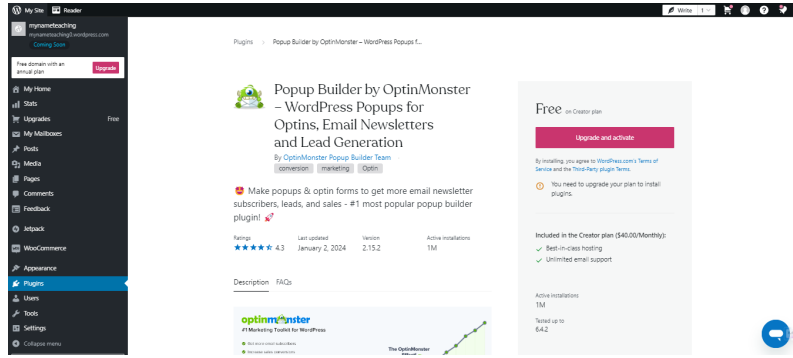 My Site
Reader
Write
1
mynameteaching
mynameteaching0.wordpress.com
Coming Soon
Free domain with an
annual plan
Upgrade
My Home
Stats
Upgrades
Free
My Mailboxes
Posts
Media
Pages
Comments
Feedback
Jetpack
WooCommerce
Appearance
Plugins
Users
Tools
Settings
Collapse menu
Plugins > Popup Builder by OptinMonster – WordPress Popups f...
Popup Builder by OptinMonster
– WordPress Popups for
Optins, Email Newsletters
and Lead Generation
By OptinMonster Popup Builder Team
conversion marketing Optin
🤩 Make popups & optin forms to get more email newsletter
subscribers, leads, and sales - #1 most popular popup builder
plugin! 🚀
Ratings
Last updated
Version
Active installations
4.3
January 2, 2024
2.15.2
1M
Description
FAQs
optinmonster
#1 Marketing Toolkit for WordPress
Get more email subscribers
Increase sales conversions
The OptinMonster
Free on Creator plan
Upgrade and activate
By installing, you agree to WordPress.com's Terms of
Service and the Third-Party plugin Terms.
You need to upgrade your plan to install
plugins.
Included in the Creator plan ($40.00/Monthly):
Best-in-class hosting
Unlimited email support
Active installations
1M
Tested up to
6.4.2